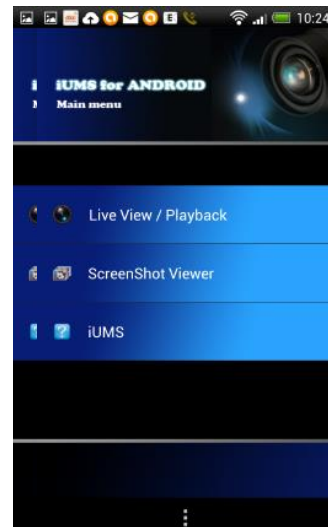 10:24
iUMS for ANDROID
Main menu
Live View / Playback
ScreenShot Viewer
iUMS